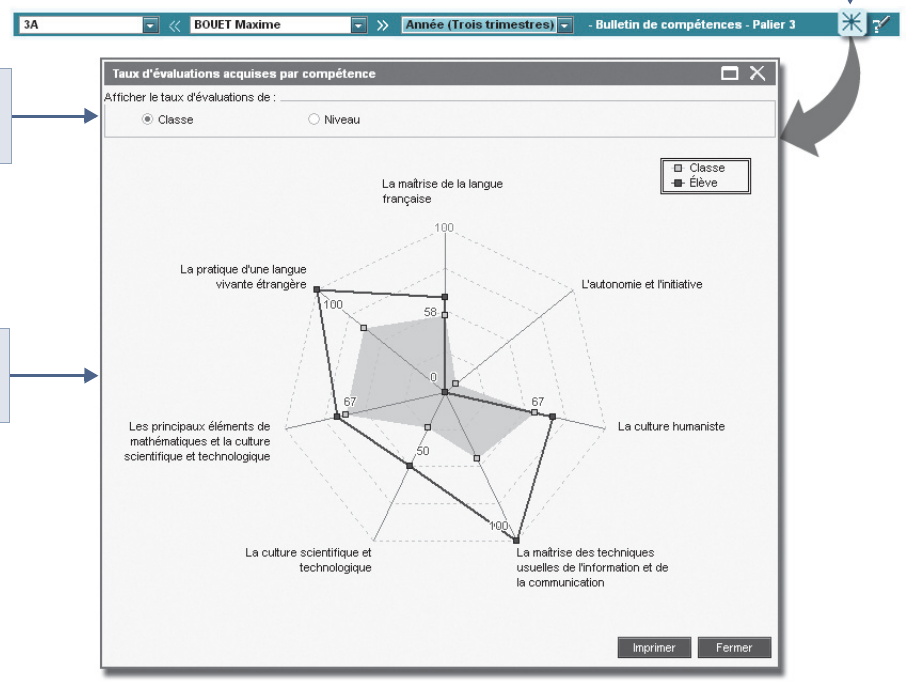 3A
BOUET Maxime
Année (Trois trimestres)
- Bulletin de compétences - Palier 3
Taux d'évaluations acquises par compétence
Afficher le taux d'évaluations de :
Classe
Niveau
Classe
Élève
La maîtrise de la langue
française
100
La pratique d'une langue
vivante étrangère
L'autonomie et l'initiative
100
58
0
67
67
Les principaux éléments de
mathématiques et la culture
scientifique et technologique
La culture humaniste
50
100
La culture scientifique et
technologique
La maîtrise des techniques
usuelles de l'information et de
la communication
Imprimer
Fermer